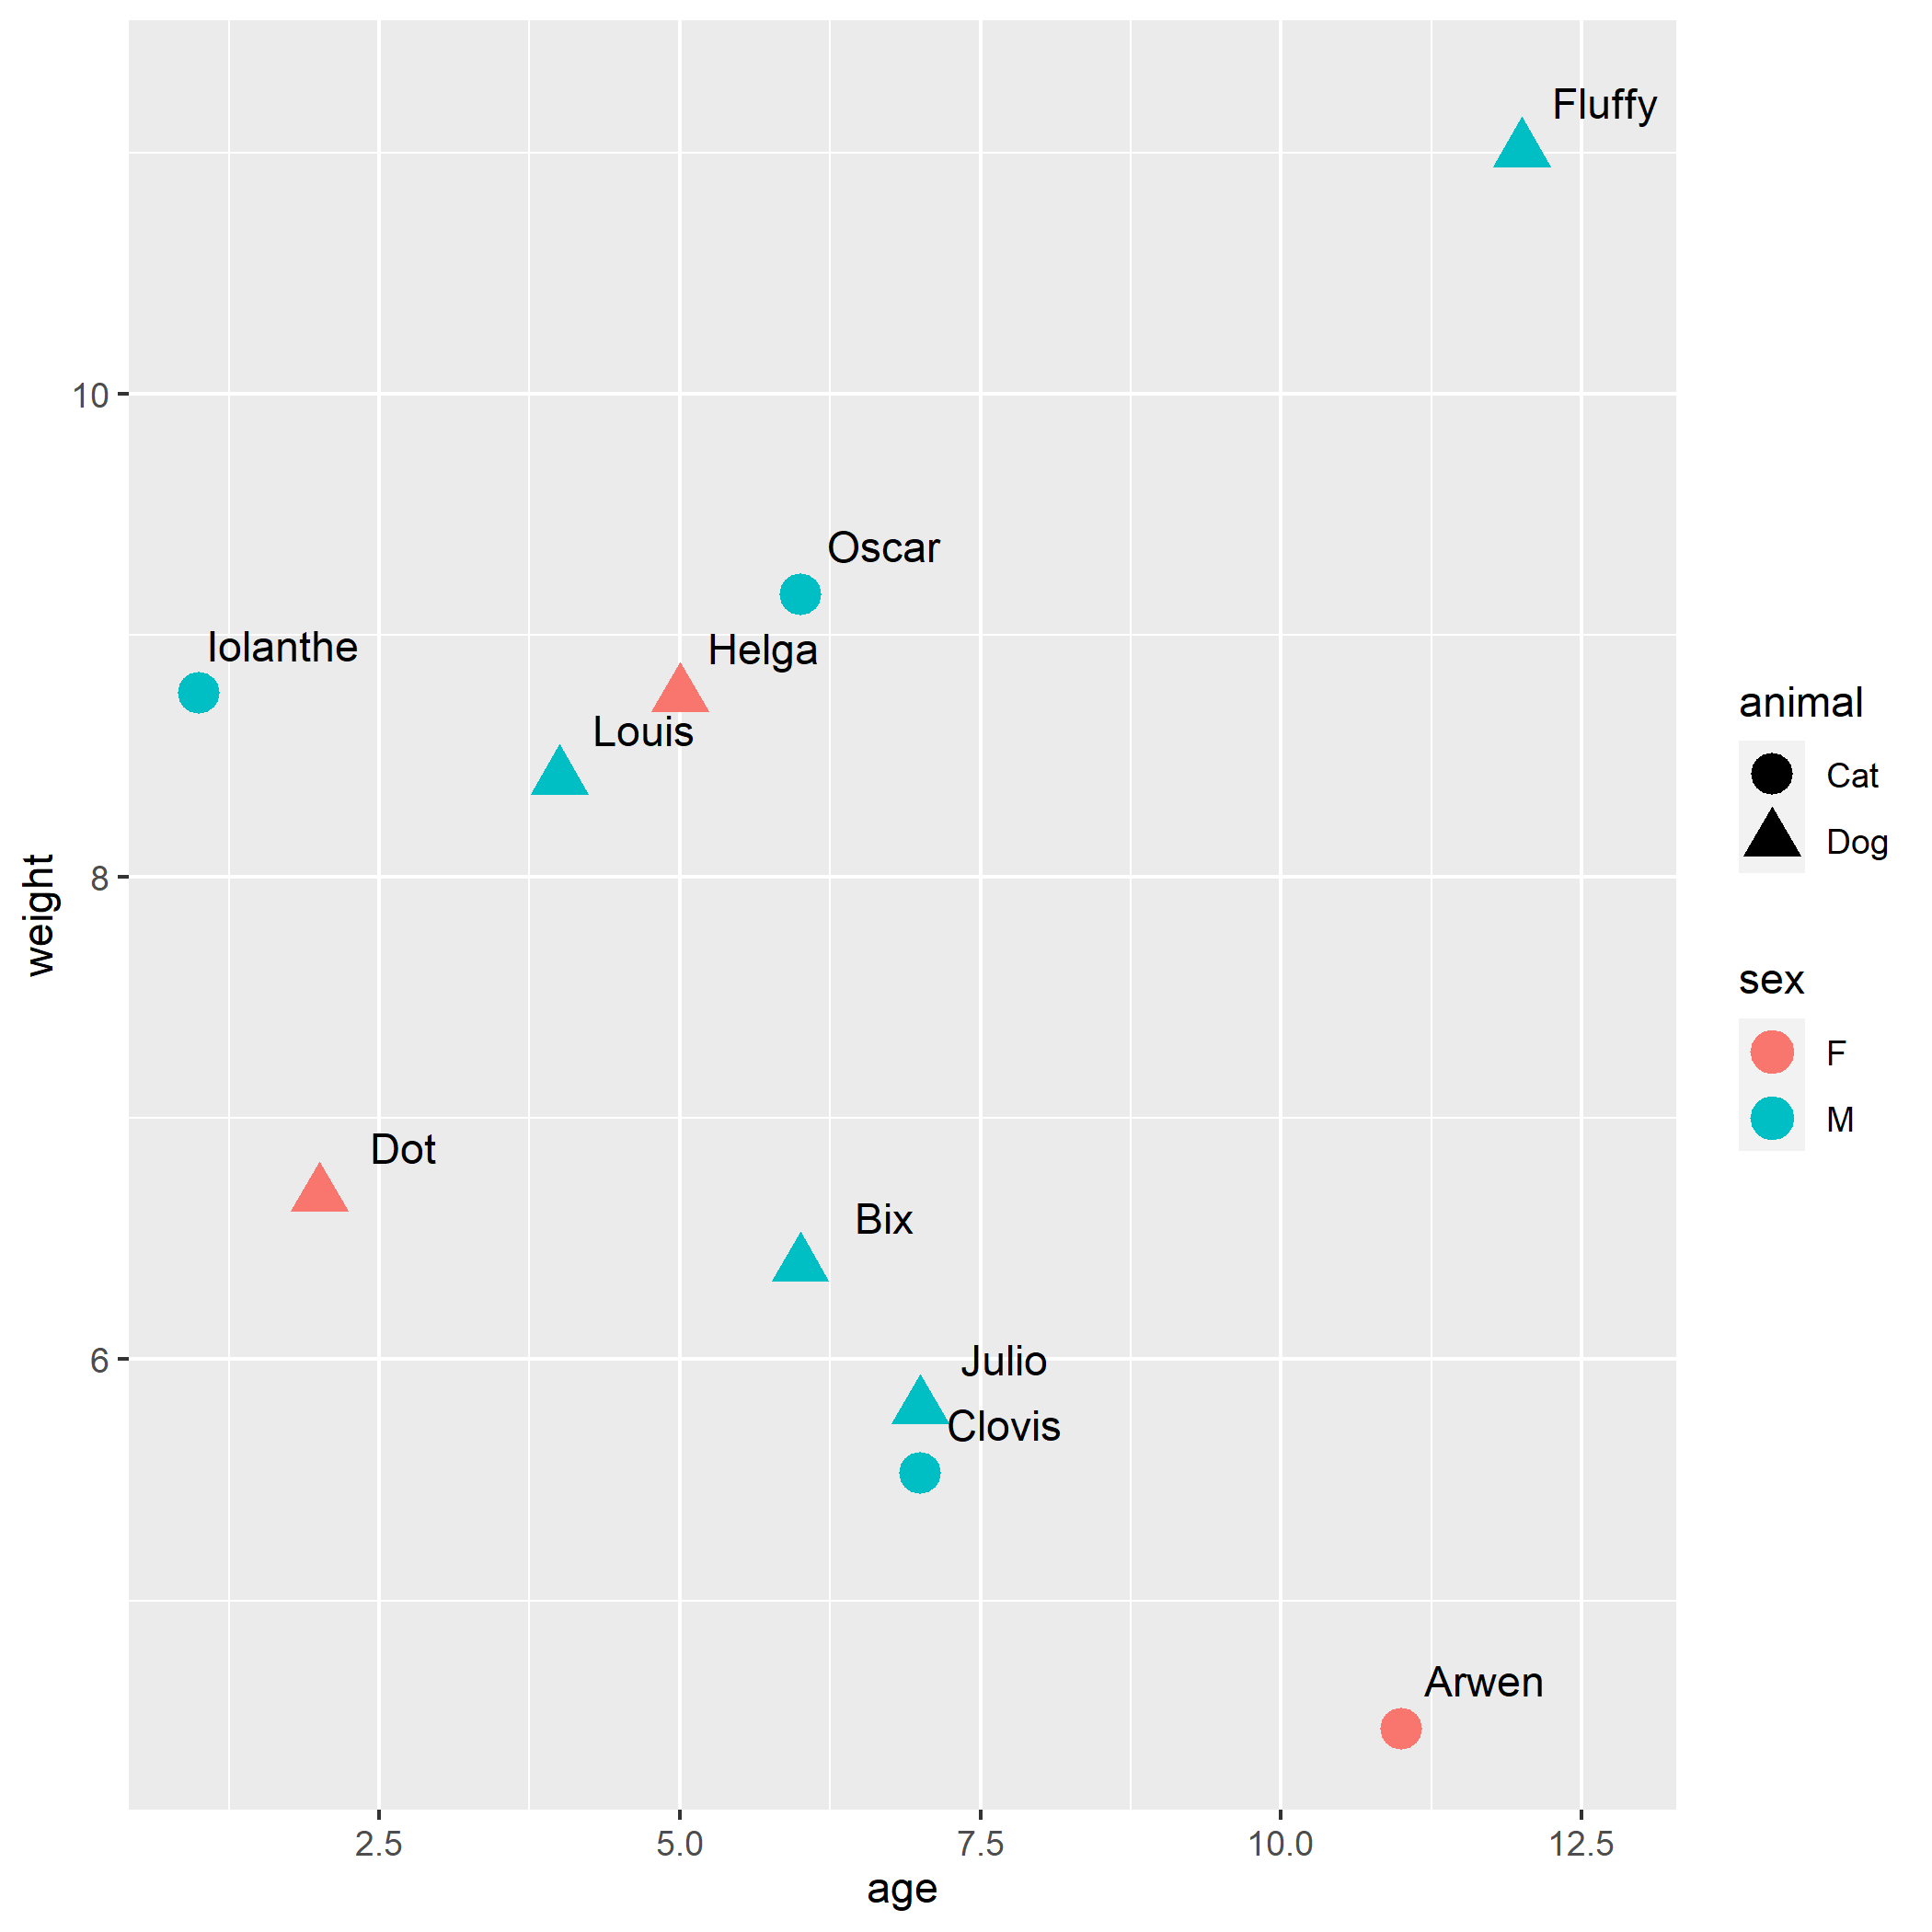 Fluffy
10
Oscar
Iolanthe
Helga
Louis
8
weight
Dot
Bix
6
Julio
Clovis
Arwen
2.5 5.0 7.5 10.0 12.5
age
animal
Cat
Dog
sex
F
M